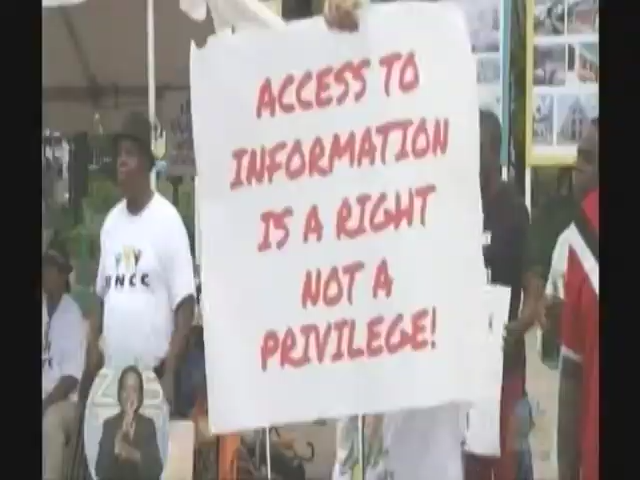 ACCESS TO
INFORMATION
IS A RIGHT
NOT A
PRIVILEGE!